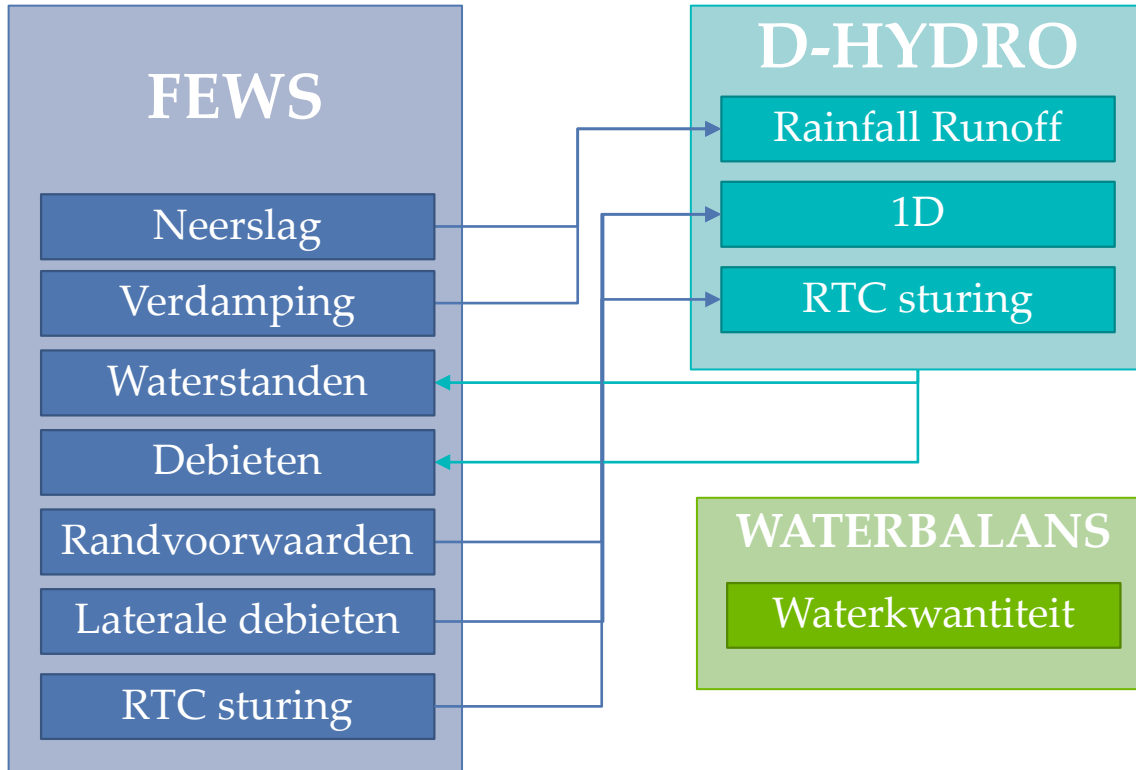 FEWS
Neerslag
Verdamping
Waterstanden
Debieten
Randvoorwaarden
Laterale debieten
RTC sturing
D-HYDRO
Rainfall Runoff
1D
RTC sturing
WATERBALANS
Waterkwantiteit